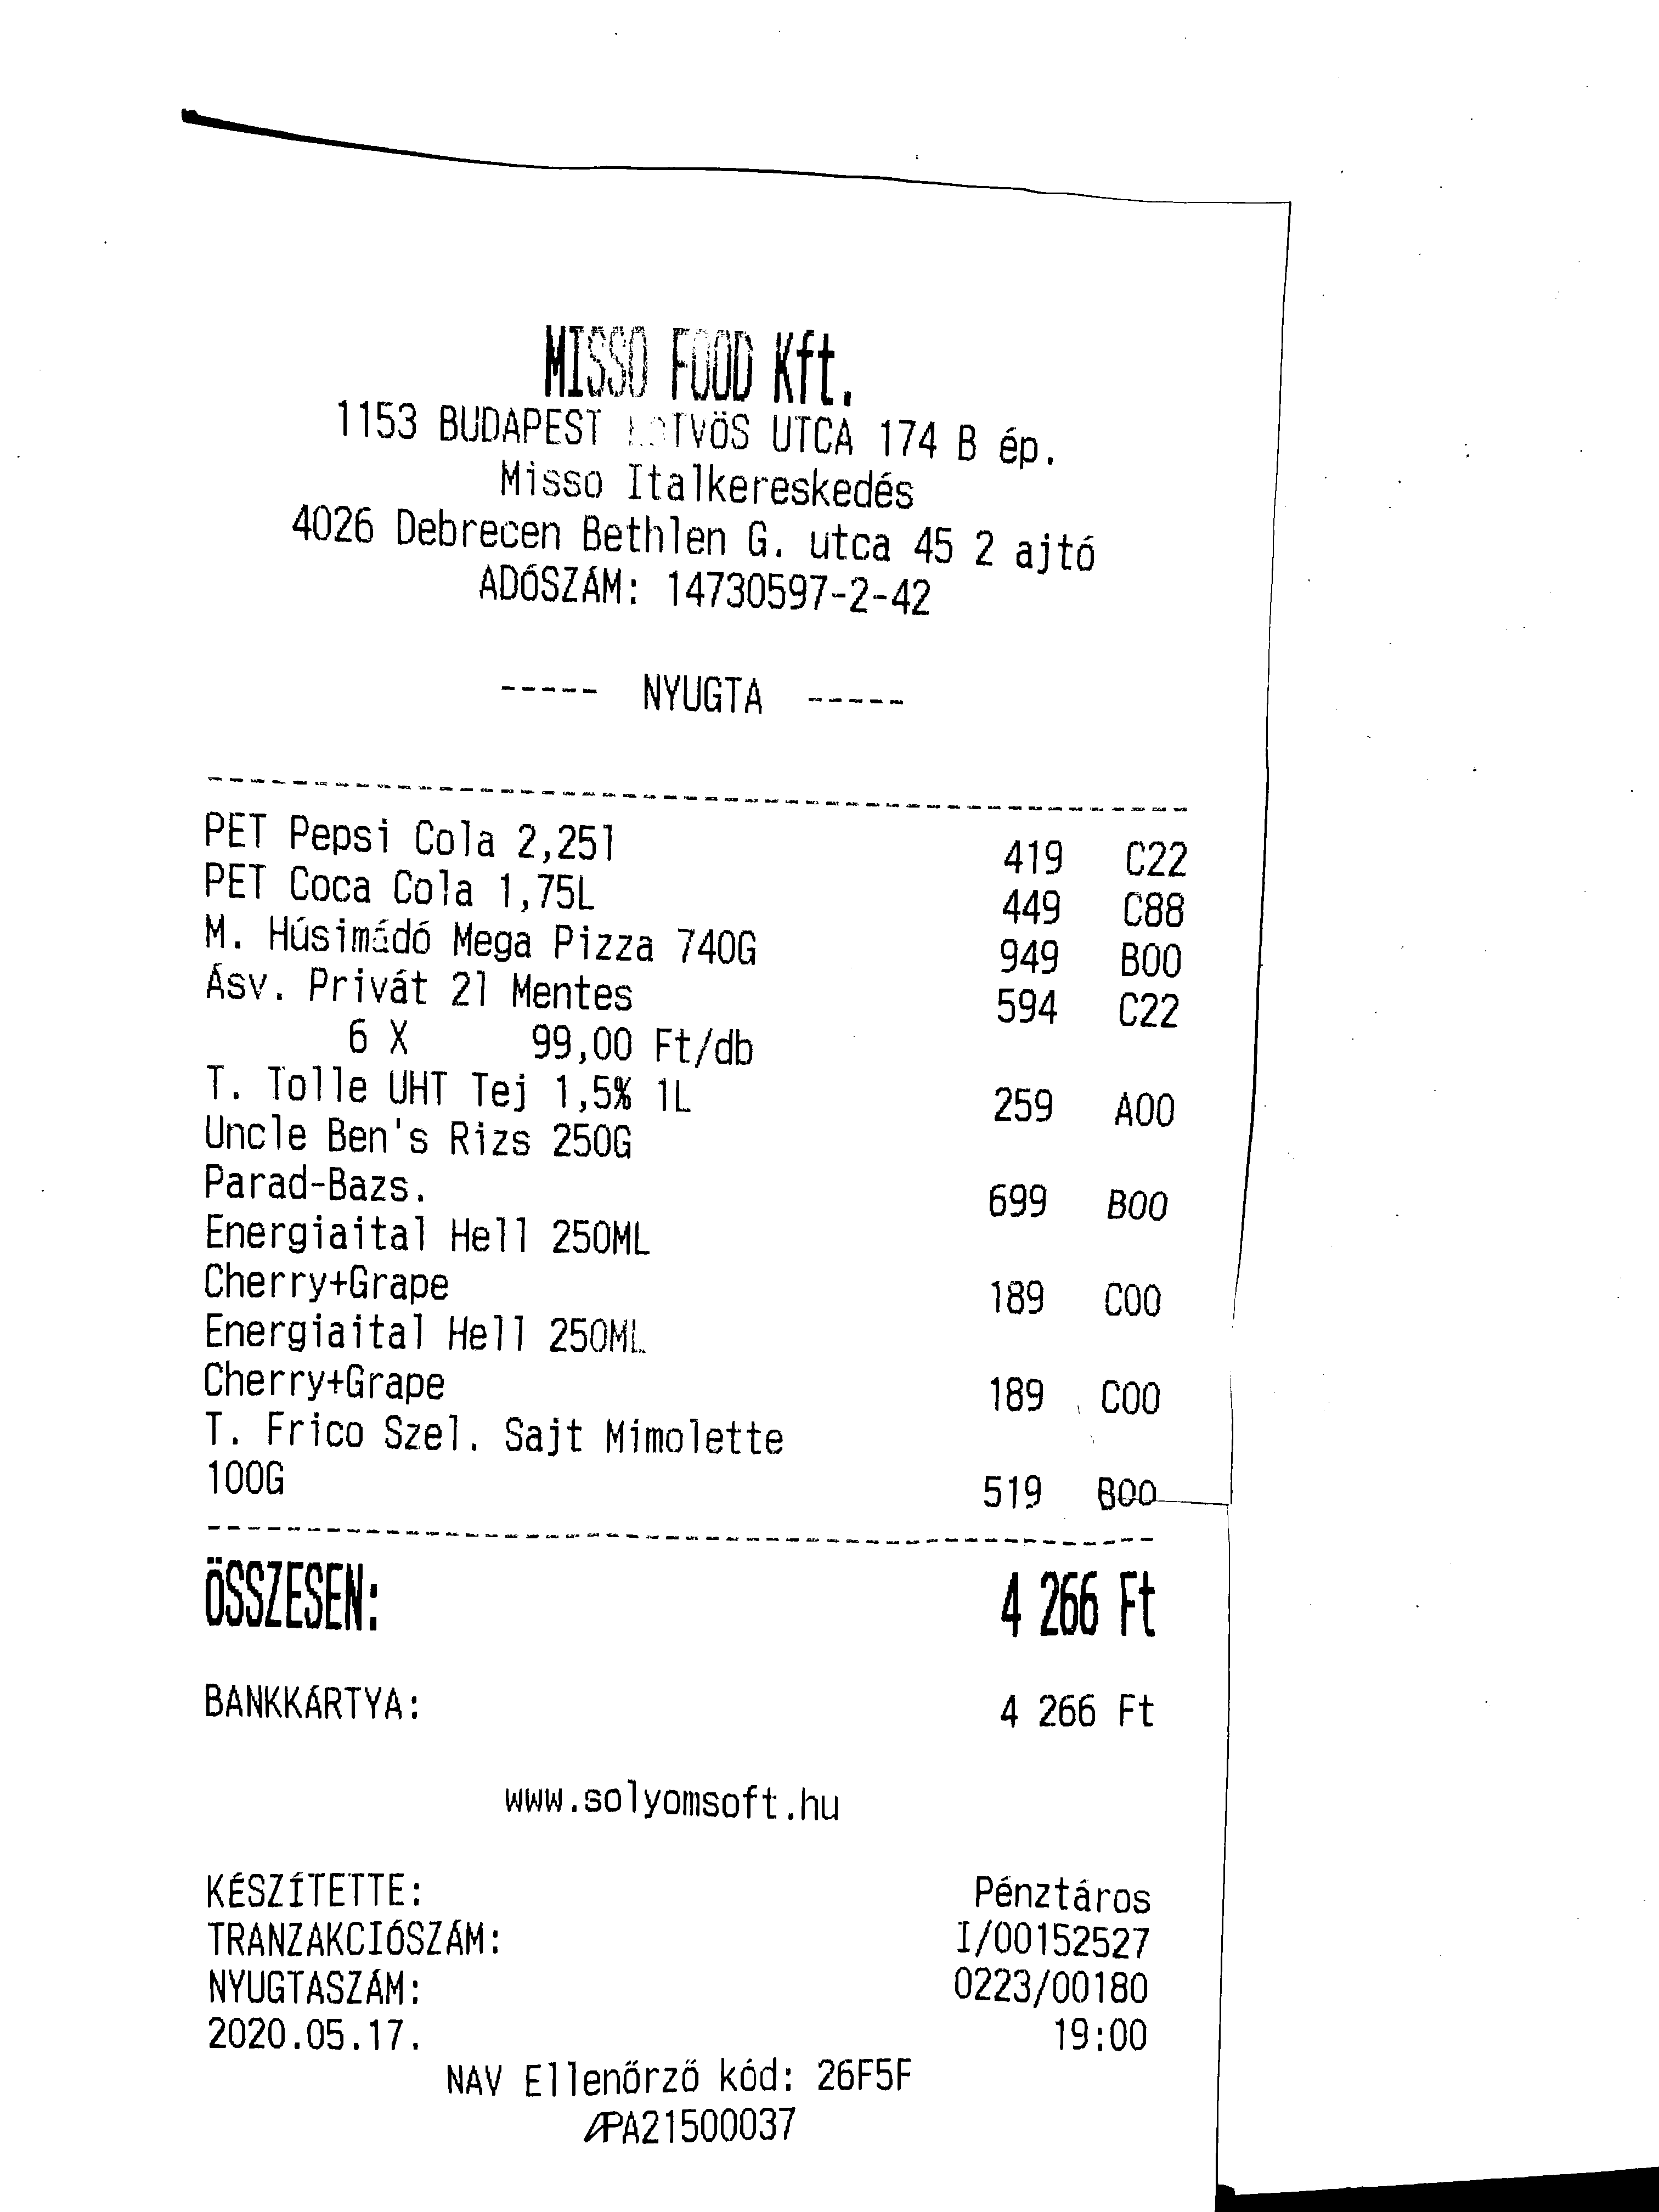 MISSO FOOD Kft.
1153 BUDAPEST UTCA 174 B ép.
Misso Italkereskedés
4026 Debrecen Bethlen G. utca 45 2 ajtó
ADÓSZÁM: 14730597-2-42
----- NYUGTA -----
PET Pepsi Cola 2,25l 419 C22
PET Coca Cola 1,75L 449 C88
M. Húsimádó Mega Pizza 740G 949 B00
Ásv. Privát 2l Mentes 594 C22
6 X 99,00 Ft/db
T. Tolle UHT Tej 1,5% 1L 259 A00
Uncle Ben's Rizs 250G
Parad-Bazs. 699 B00
Energiaital Hell 250ML
Cherry+Grape 189 C00
Energiaital Hell 250ML
Cherry+Grape 189 C00
T. Frico Szel. Sajt Mimolette
100G 519 B00
ÖSSZESEN: 4 266 Ft
BANKKÁRTYA: 4 266 Ft
www.solyomsoft.hu
KÉSZÍTETTE: Pénztáros
TRANZAKCIÓSZÁM: I/00152527
NYUGTASZÁM: 0223/00180
2020.05.17. 19:00
NAV Ellenőrző kód: 26F5F
PA21500037